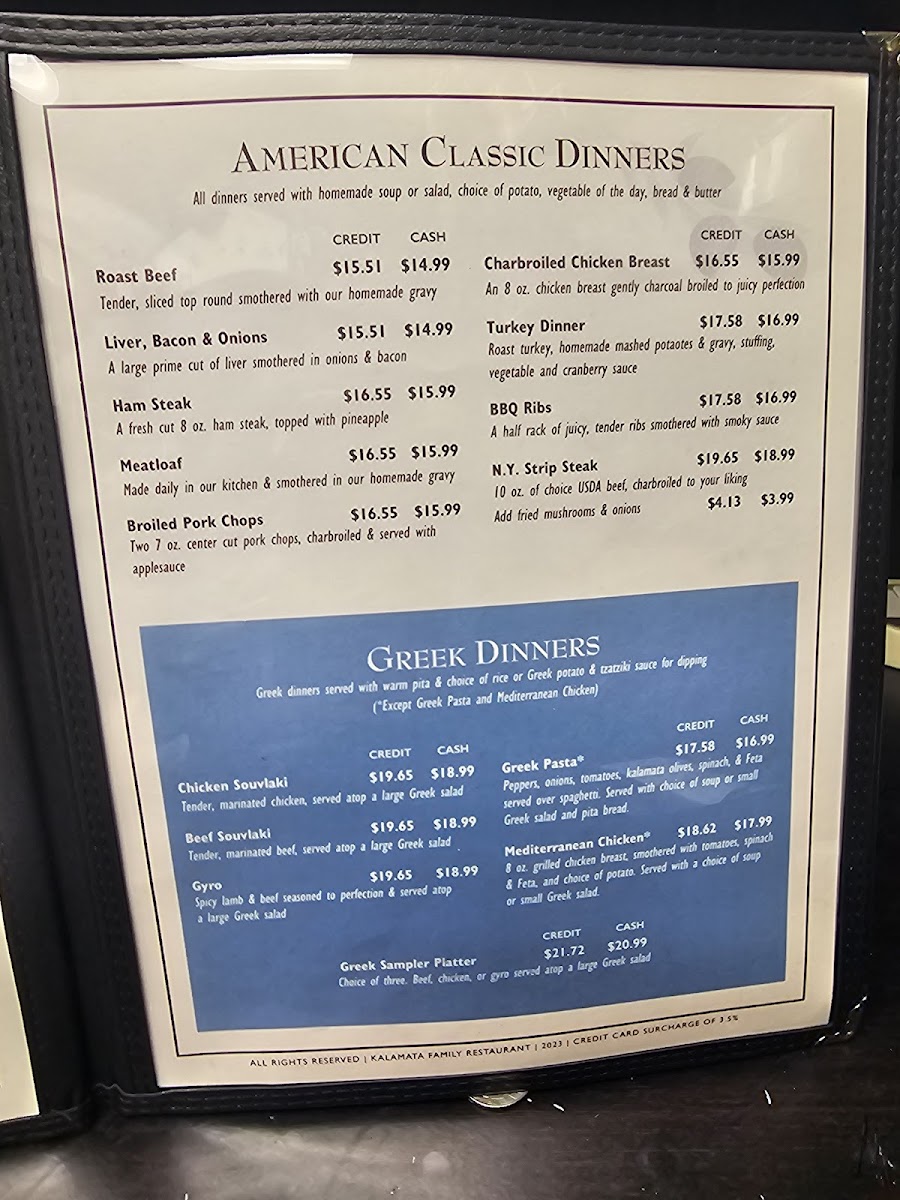 AMERICAN CLASSIC DINNERS
All dinners served with homemade soup or salad, choice of potato, vegetable of the day, bread & butter
CREDIT CASH
Roast Beef $15.51 $14.99
Tender, sliced top round smothered with our homemade gravy
Liver, Bacon & Onions $15.51 $14.99
A large prime cut of liver smothered in onions & bacon
Ham Steak $16.55 $15.99
A fresh cut 8 oz. ham steak, topped with pineapple
Meatloaf $16.55 $15.99
Made daily in our kitchen & smothered in our homemade gravy
Broiled Pork Chops $16.55 $15.99
Two 7 oz. center cut pork chops, charbroiled & served with
applesauce
CREDIT CASH
Charbroiled Chicken Breast $16.55 $15.99
An 8 oz. chicken breast gently charcoal broiled to juicy perfection
Turkey Dinner $17.58 $16.99
Roast turkey, homemade mashed potaotes & gravy, stuffing,
vegetable and cranberry sauce
BBQ Ribs $17.58 $16.99
A half rack of juicy, tender ribs smothered with smoky sauce
N.Y. Strip Steak $19.65 $18.99
10 oz. of choice USDA beef, charbroiled to your liking
Add fried mushrooms & onions $4.13 $3.99
GREEK DINNERS
Greek dinners served with warm pita & choice of rice or Greek potato & tzatziki sauce for dipping
(*Except Greek Pasta and Mediterranean Chicken)
CREDIT CASH
Chicken Souvlaki $19.65 $18.99
Tender, marinated chicken, served atop a large Greek salad
Beef Souvlaki $19.65 $18.99
Tender, marinated beef, served atop a large Greek salad
Gyro $19.65 $18.99
Spicy lamb & beef seasoned to perfection & served atop
a large Greek salad
CREDIT CASH
Greek Pasta* $17.58 $16.99
Peppers, onions, tomatoes, kalamata olives, spinach, & Feta
served over spaghetti. Served with choice of soup or small
Greek salad and pita bread.
Mediterranean Chicken* $18.62 $17.99
8 oz. grilled chicken breast, smothered with tomatoes, spinach
& Feta, and choice of potato. Served with a choice of soup
or small Greek salad.
CREDIT CASH
Greek Sampler Platter $21.72 $20.99
Choice of three. Beef, chicken, or gyro served atop a large Greek salad
ALL RIGHTS RESERVED | KALAMATA FAMILY RESTAURANT | 2023 | CREDIT CARD SURCHARGE OF 3.5%